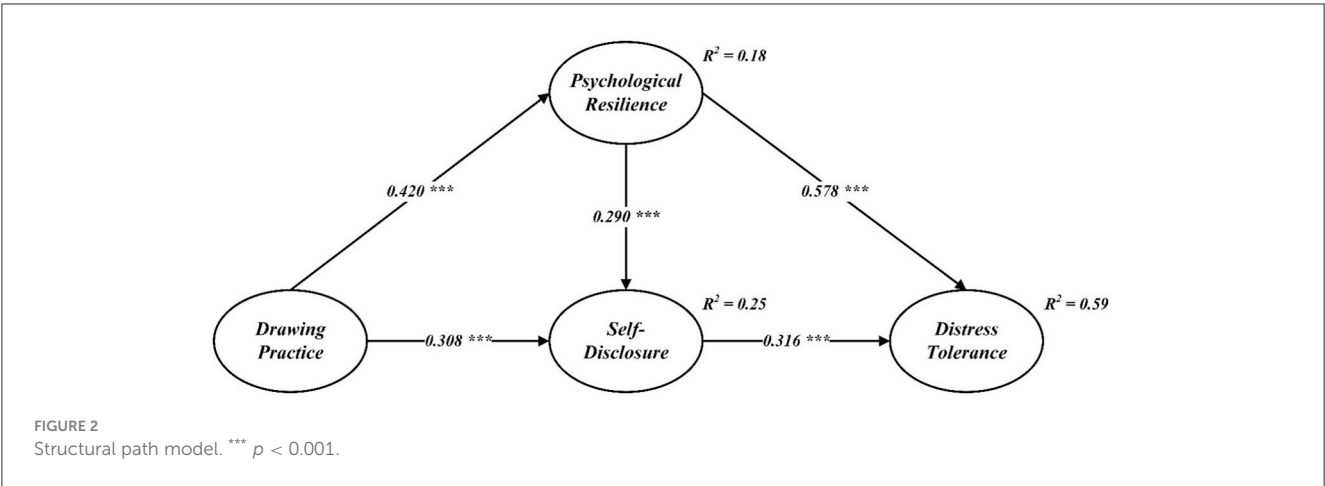 R² = 0.18
Psychological
Resilience
0.420 ***
0.578 ***
0.290 ***
R² = 0.25
R² = 0.59
Drawing
Practice
0.308 ***
Self-
Disclosure
0.316 ***
Distress
Tolerance
FIGURE 2
Structural path model. *** p < 0.001.